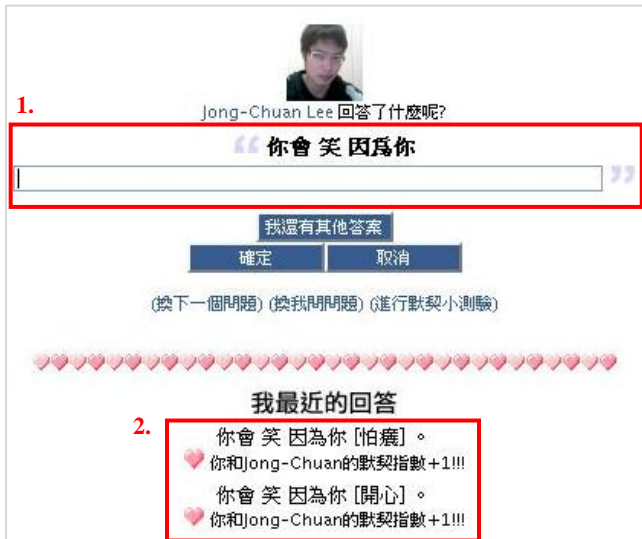 1.
Jong-Chuan Lee 回答了什麼呢?
“ 你會 笑 因為你
”
我還有其他答案
確定 取消
(換下一個問題) (換我問問題) (進行默契小測驗)
我最近的回答
2.
你會 笑 因為你 [怕癢] 。
你和Jong-Chuan的默契指數+1!!!
你會 笑 因為你 [開心] 。
你和Jong-Chuan的默契指數+1!!!